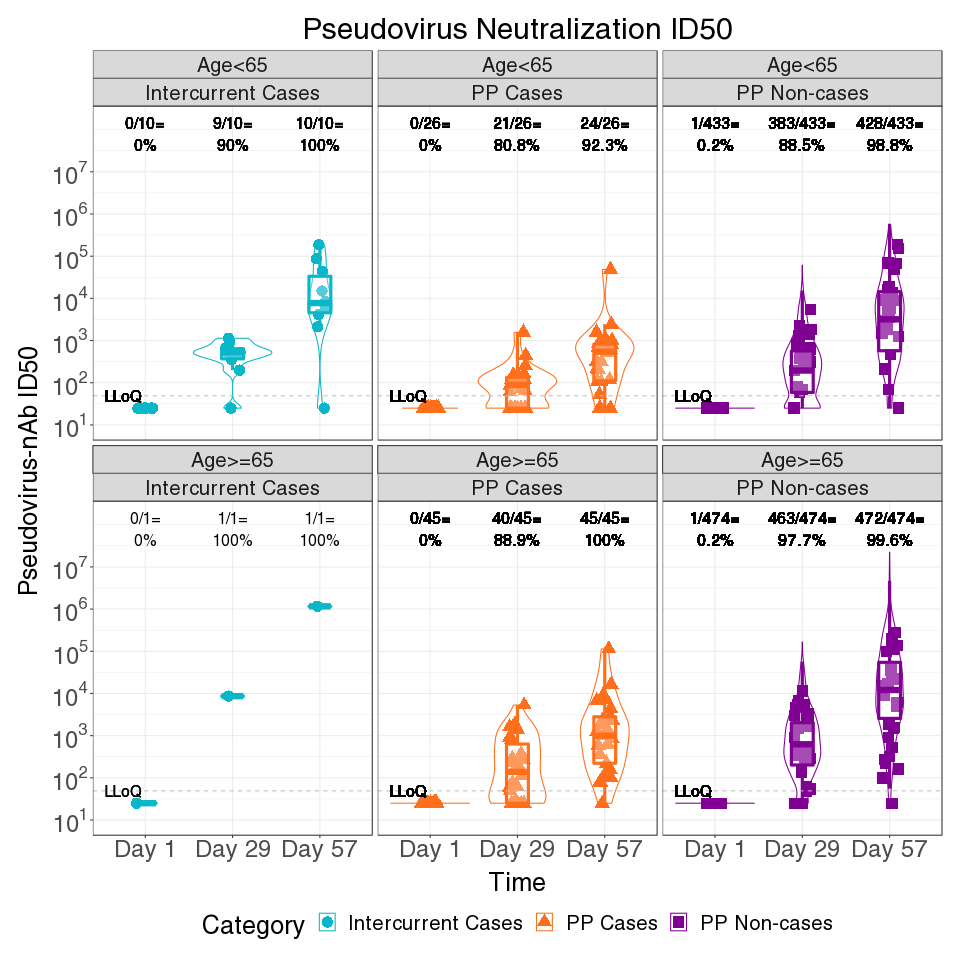 Pseudovirus Neutralization ID50
Age<65 Age<65 Age<65
Intercurrent Cases PP Cases PP Non-cases
0/10= 9/10= 10/10= 0/26= 21/26= 24/26= 1/433= 383/433= 428/433=
0% 90% 100% 0% 80.8% 92.3% 0.2% 88.5% 98.8%
10^7
10^6
10^5
10^4
10^3
10^2
LLoQ LLoQ LLoQ
10^1
Pseudovirus-nAb ID50
Age>=65 Age>=65 Age>=65
Intercurrent Cases PP Cases PP Non-cases
0/1= 1/1= 1/1= 0/45= 40/45= 45/45= 1/474= 463/474= 472/474=
0% 100% 100% 0% 88.9% 100% 0.2% 97.7% 99.6%
10^7
10^6
10^5
10^4
10^3
10^2
LLoQ LLoQ LLoQ
10^1
Day 1 Day 29 Day 57 Day 1 Day 29 Day 57 Day 1 Day 29 Day 57
Time
Category Intercurrent Cases PP Cases PP Non-cases